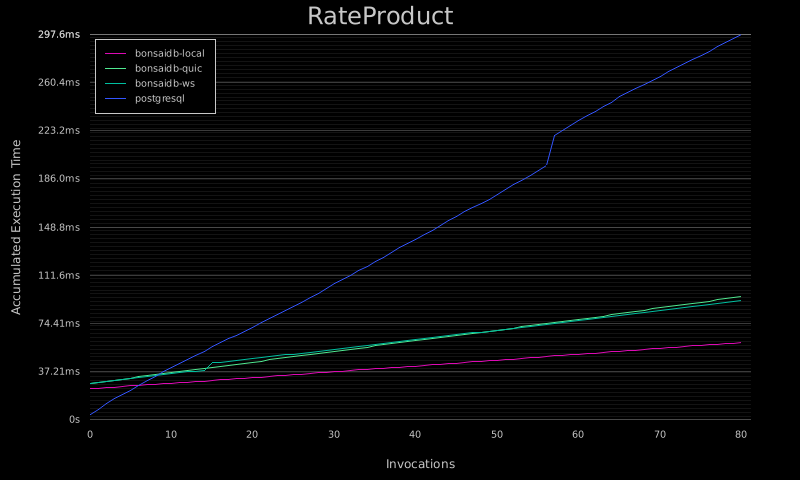 RateProduct
297.6ms
260.4ms
223.2ms
186.0ms
148.8ms
111.6ms
74.41ms
37.21ms
0s
bonsaidb-local
bonsaidb-quic
bonsaidb-ws
postgresql
Accumulated Execution Time
0 10 20 30 40 50 60 70 80
Invocations